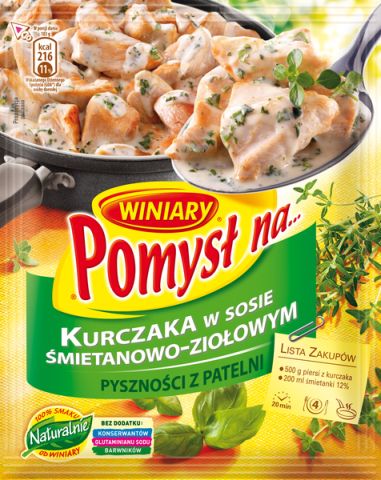 kcal
216
11%
WINIARY
Pomysł na...
KURCZAKA W SOSIE
ŚMIETANOWO-ZIOŁOWYM
PYSZNOŚCI Z PATELNI
LISTA ZAKUPÓW
• 500 g piersi z kurczaka
• 200 ml śmietanki 12%
20 min
4
100% SMAKU
Naturalnie
OD WINIARY
BEZ DODATKU:
KONSERWANTÓW
GLUTAMINIANU SODU
BARWNIKÓW